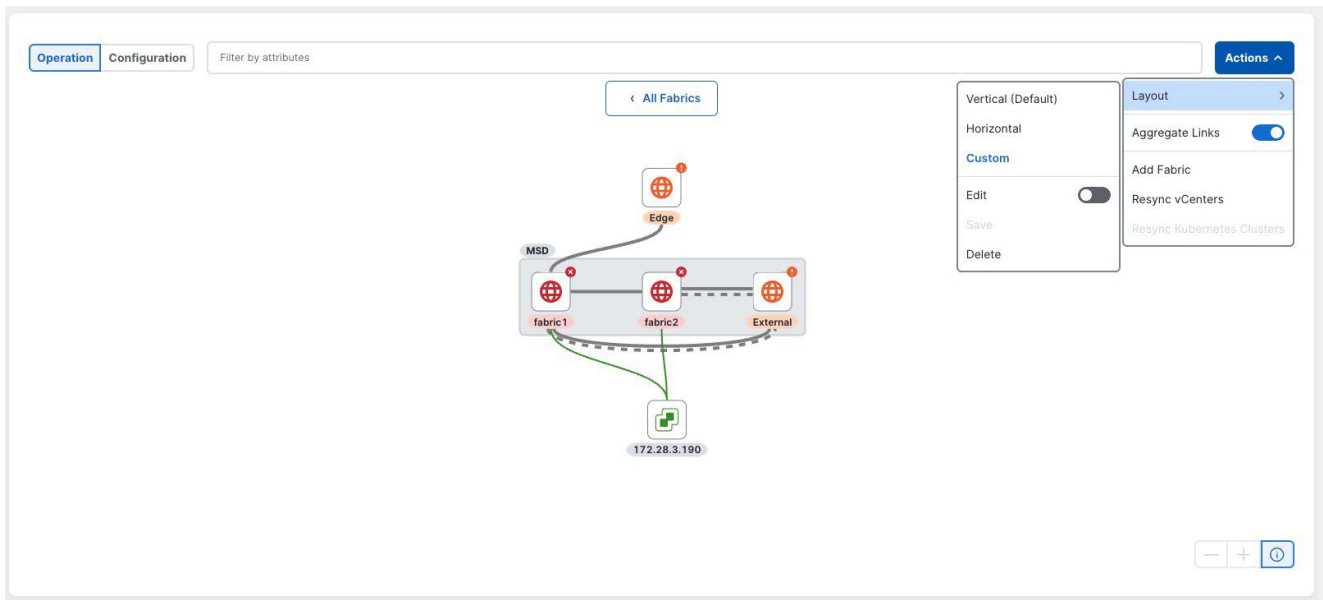 Operation
Configuration
Filter by attributes
Actions
All Fabrics
Vertical (Default)
Horizontal
Custom
Edit
Save
Delete
Layout
Aggregate Links
Add Fabric
Resync vCenters
Resync Kubernetes Clusters
Edge
MSD
fabric1
fabric2
External
172.28.3.190